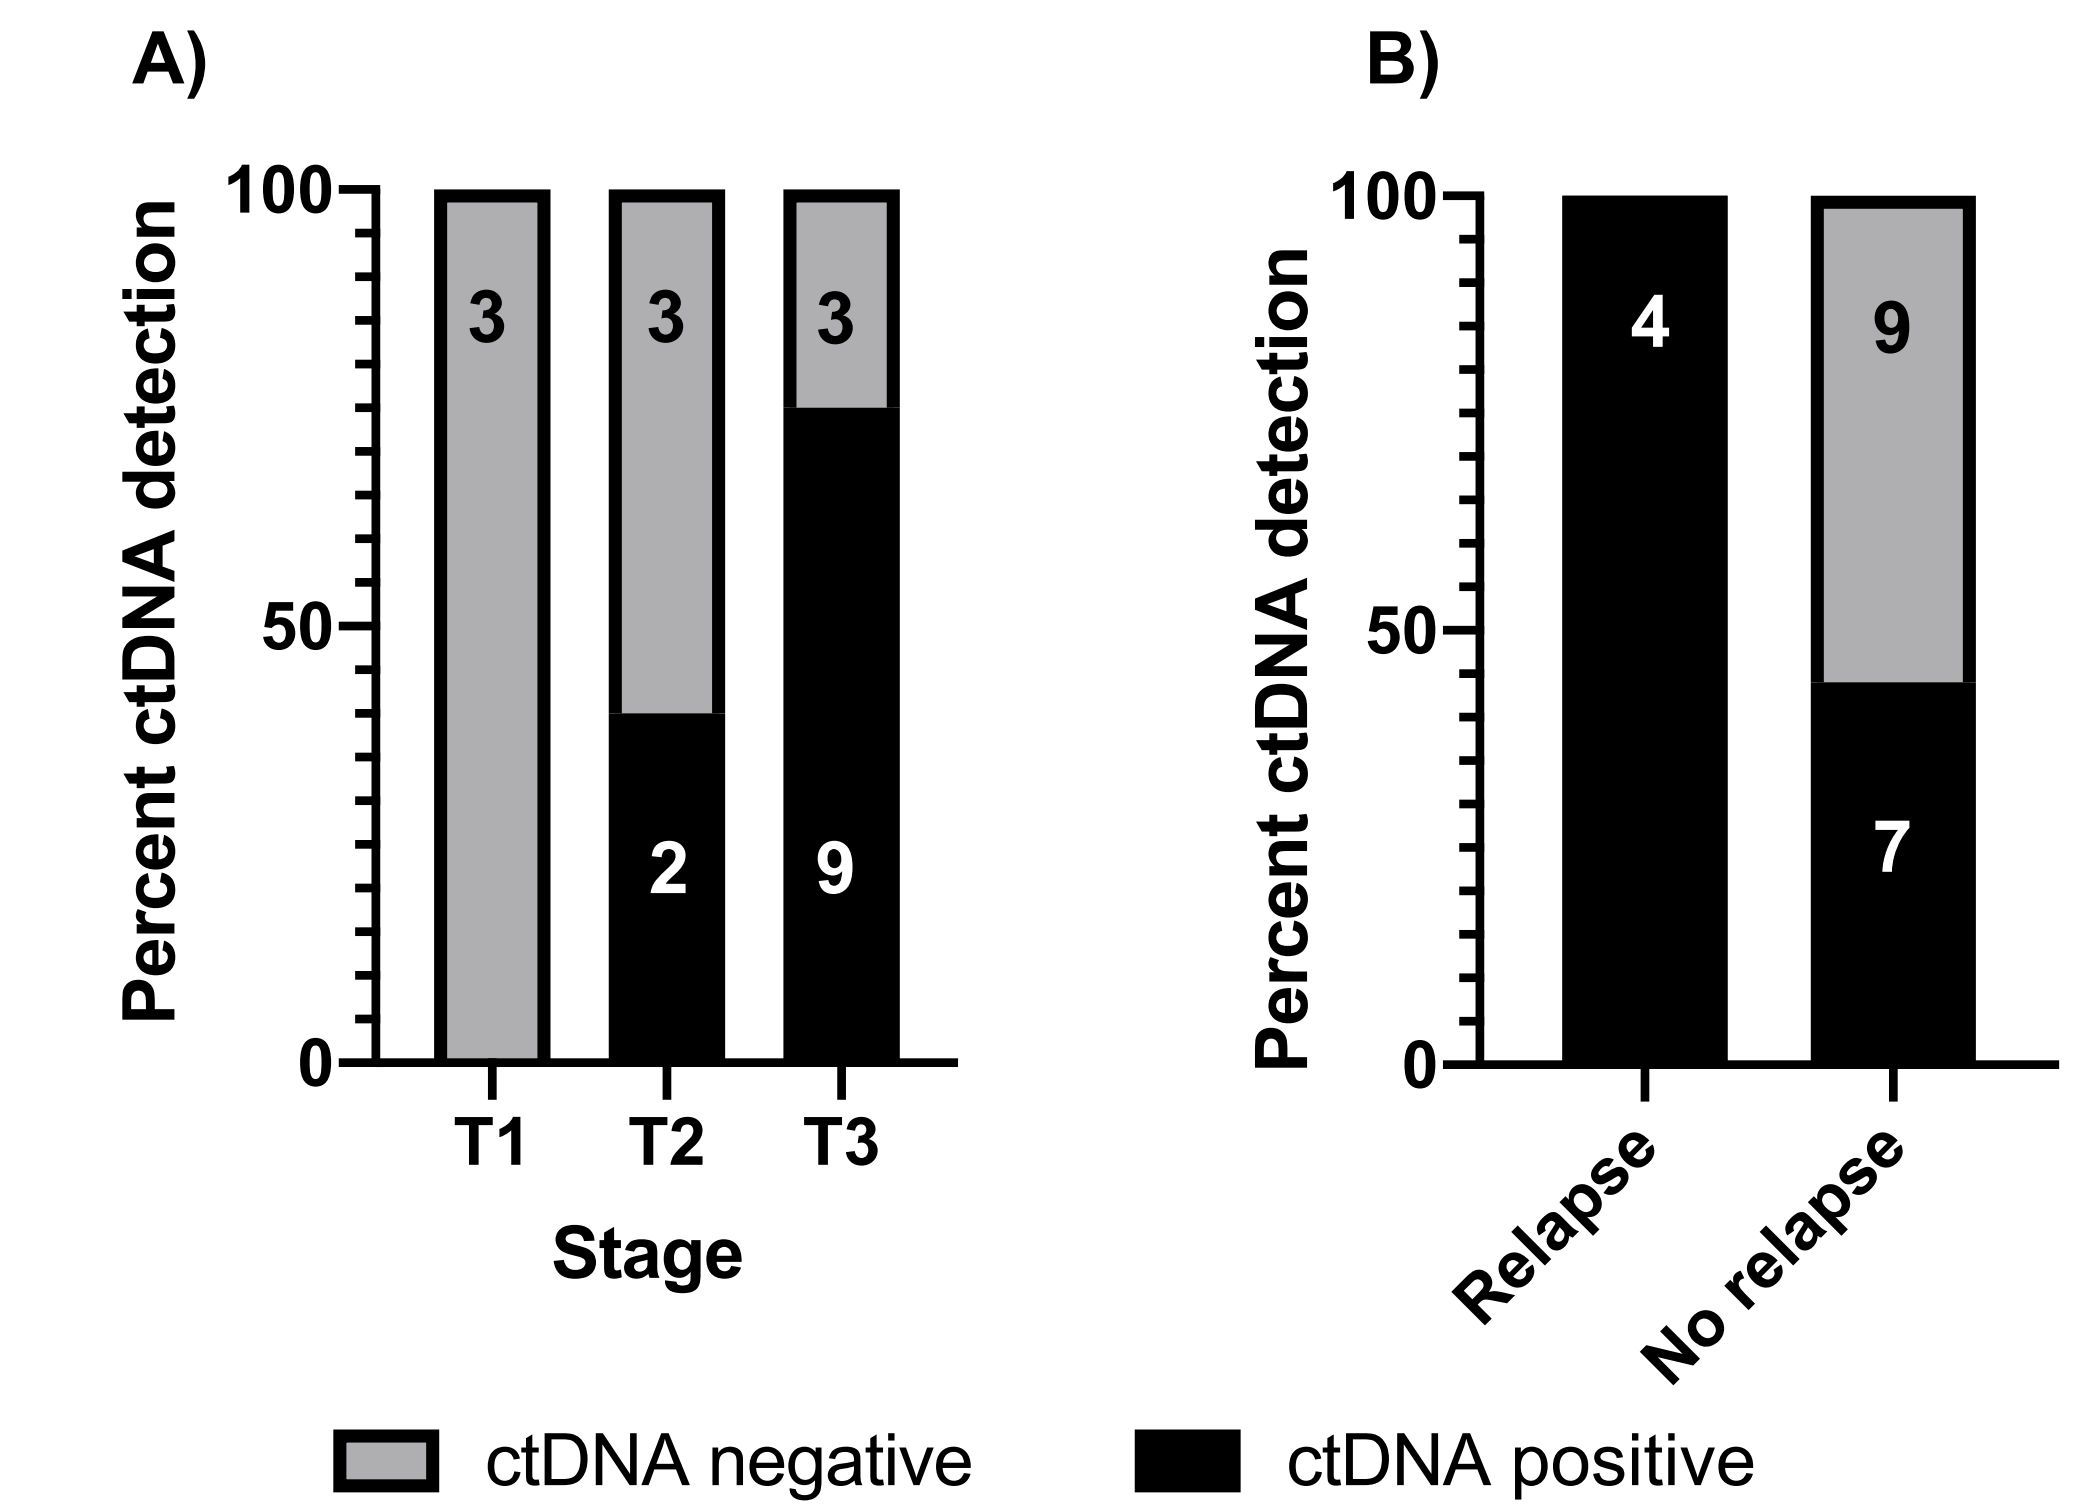 A)
Percent ctDNA detection
100
50
0
3
3
3
2
9
T1 T2 T3
Stage
B)
Percent ctDNA detection
100
50
0
4
9
7
Relapse
No relapse
ctDNA negative
ctDNA positive